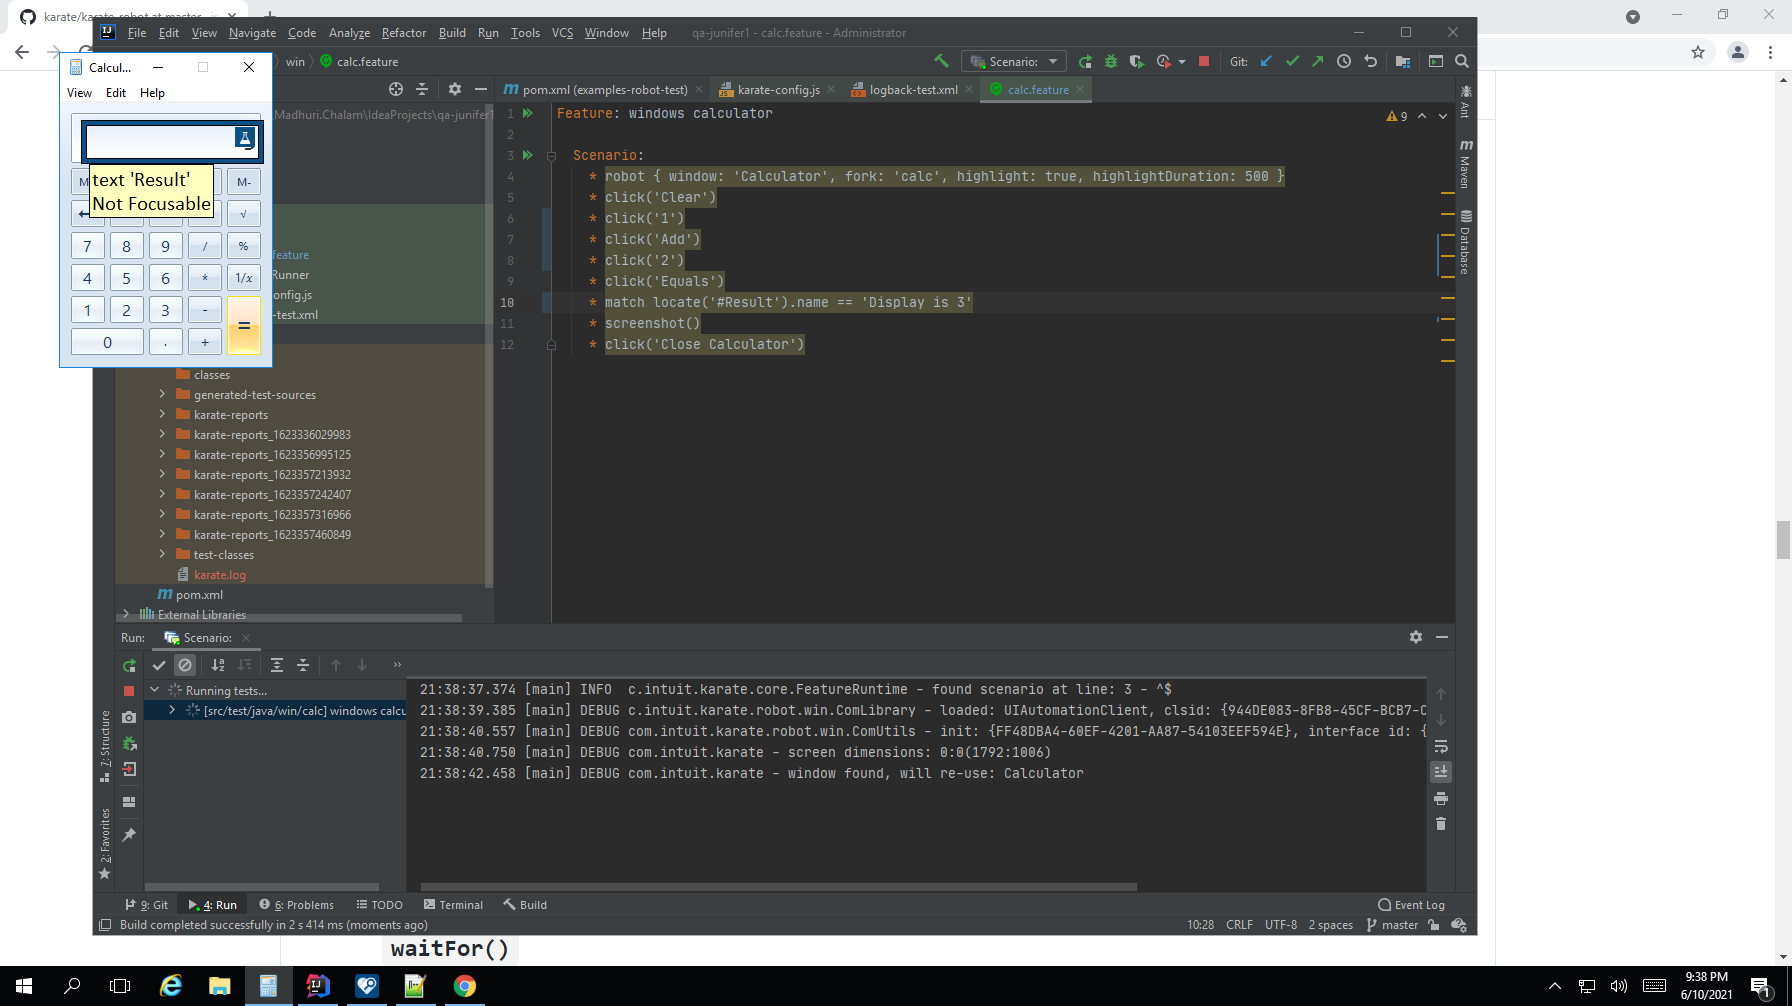 karate/karate-robot at master
File Edit View Navigate Code Analyze Refactor Build Run Tools VCS Window Help qa-junifer1 - calc.feature - Administrator
win calc.feature
Scenario:
Git:
pom.xml (examples-robot-test)
karate-config.js
logback-test.xml
calc.feature
Calcul...
View Edit Help
text 'Result'
Not Focusable
M-
√
7 8 9 / %
4 5 6 * 1/x
1 2 3 - =
0 . +
Madhuri.Chalam\IdeaProjects\qa-junifer1
feature
Runner
onfig.js
-test.xml
classes
generated-test-sources
karate-reports
karate-reports_1623336029983
karate-reports_1623356995125
karate-reports_1623357213932
karate-reports_1623357242407
karate-reports_1623357316966
karate-reports_1623357460849
test-classes
karate.log
pom.xml
External Libraries
1 Feature: windows calculator
2
3 Scenario:
4 * robot { window: 'Calculator', fork: 'calc', highlight: true, highlightDuration: 500 }
5 * click('Clear')
6 * click('1')
7 * click('Add')
8 * click('2')
9 * click('Equals')
10 * match locate('#Result').name == 'Display is 3'
11 * screenshot()
12 * click('Close Calculator')
9
Ant
Maven
Database
Run: Scenario:
Running tests...
[src/test/java/win/calc] windows calcu
21:38:37.374 [main] INFO c.intuit.karate.core.FeatureRuntime - found scenario at line: 3 - ^$
21:38:39.385 [main] DEBUG c.intuit.karate.robot.win.ComLibrary - loaded: UIAutomationClient, clsid: {944DE083-8FB8-45CF-BCB7-C
21:38:40.557 [main] DEBUG com.intuit.karate.robot.win.ComUtils - init: {FF48DBA4-60EF-4201-AA87-54103EEF594E}, interface id: {
21:38:40.750 [main] DEBUG com.intuit.karate - screen dimensions: 0:0(1792:1006)
21:38:42.458 [main] DEBUG com.intuit.karate - window found, will re-use: Calculator
7: Structure
2: Favorites
9: Git 4: Run 6: Problems TODO Terminal Build Event Log
Build completed successfully in 2 s 414 ms (moments ago) 10:28 CRLF UTF-8 2 spaces master
waitFor()
9:38 PM
6/10/2021
1